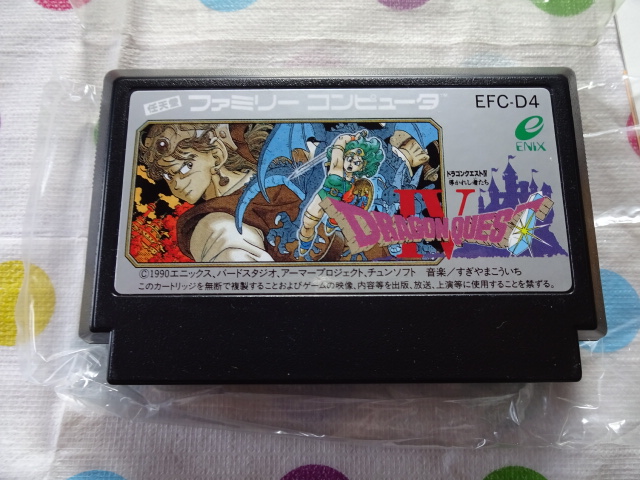 任天堂 ファミリー コンピュータ EFC-D4
ENIX
ドラゴンクエストIV
導かれし者たち
IV
DRAGON QUEST
©1990エニックス、バードスタジオ、アーマープロジェクト、チュンソフト 音楽/すぎやまこういち
このカートリッジを無断で複製することおよびゲームの映像、内容等を出版、放送、上演等に使用することを禁ずる。